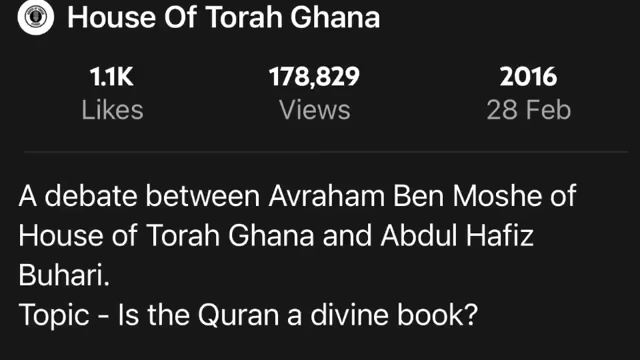 House Of Torah Ghana
1.1K 178,829 2016
Likes Views 28 Feb
A debate between Avraham Ben Moshe of
House of Torah Ghana and Abdul Hafiz
Buhari.
Topic - Is the Quran a divine book?